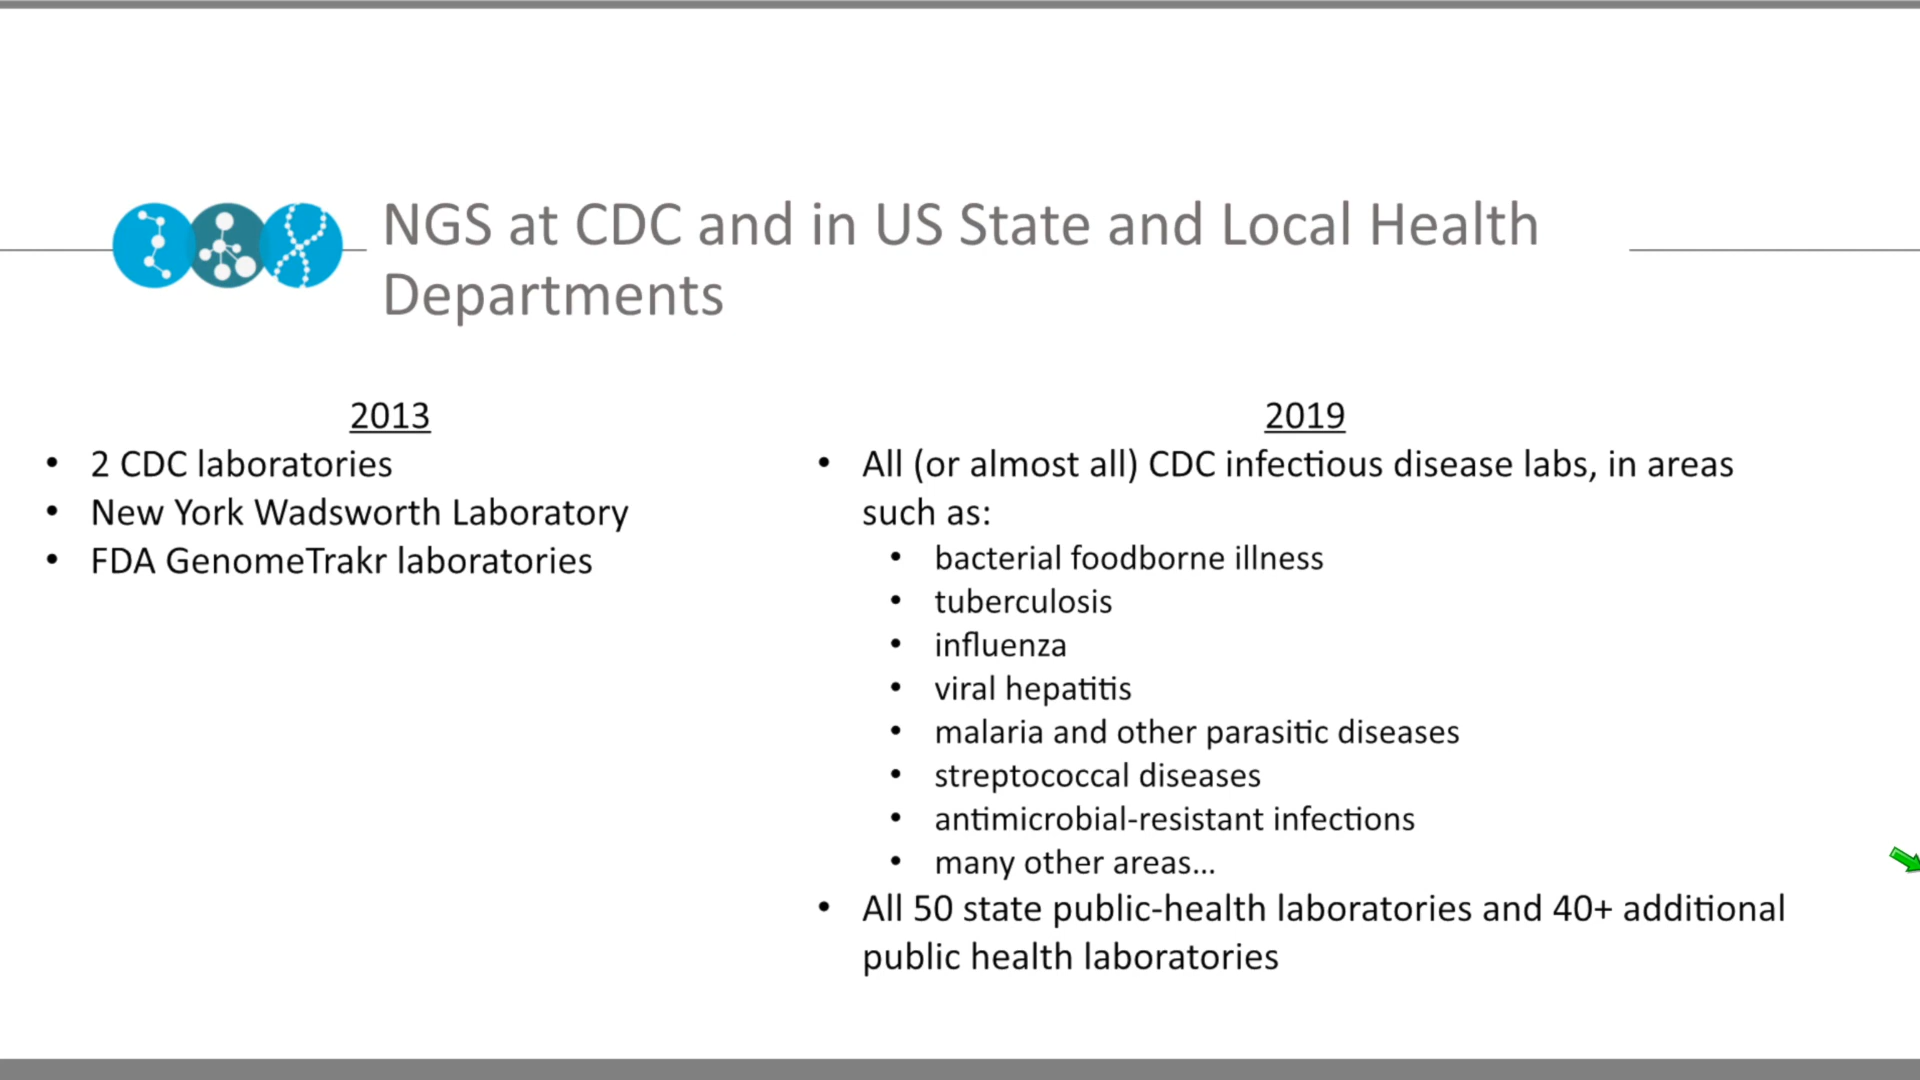 NGS at CDC and in US State and Local Health
Departments
2013
• 2 CDC laboratories
• New York Wadsworth Laboratory
• FDA GenomeTrakr laboratories
2019
• All (or almost all) CDC infectious disease labs, in areas
such as:
• bacterial foodborne illness
• tuberculosis
• influenza
• viral hepatitis
• malaria and other parasitic diseases
• streptococcal diseases
• antimicrobial-resistant infections
• many other areas...
• All 50 state public-health laboratories and 40+ additional
public health laboratories